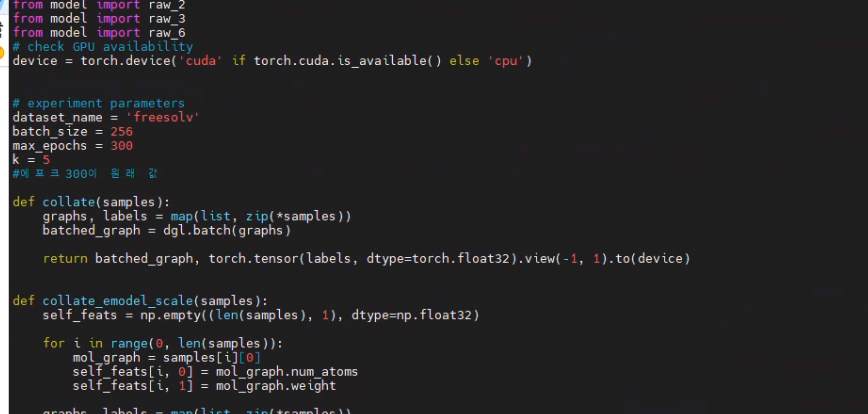 from model import raw_2
from model import raw_3
from model import raw_6
# check GPU availability
device = torch.device('cuda' if torch.cuda.is_available() else 'cpu')
# experiment parameters
dataset_name = 'freesolv'
batch_size = 256
max_epochs = 300
k = 5
#에 프 크 300이 원 래 값
def collate(samples):
    graphs, labels = map(list, zip(*samples))
    batched_graph = dgl.batch(graphs)
    return batched_graph, torch.tensor(labels, dtype=torch.float32).view(-1, 1).to(device)
def collate_emodel_scale(samples):
    self_feats = np.empty((len(samples), 1), dtype=np.float32)
    for i in range(0, len(samples)):
        mol_graph = samples[i][0]
        self_feats[i, 0] = mol_graph.num_atoms
        self_feats[i, 1] = mol_graph.weight
    graphs, labels = map(list, zip(*samples))